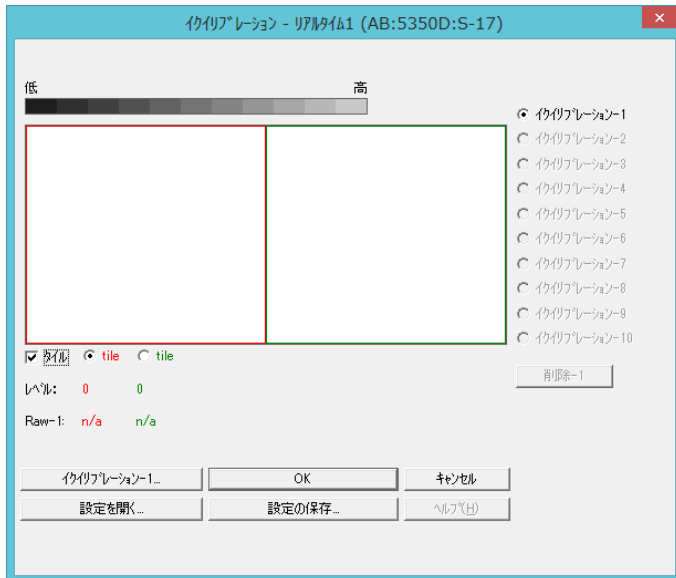 イクイリブレーション - リアルタイム1 (AB:5350D:S-17)
低 高
イクイリブレーション-1
イクイリブレーション-2
イクイリブレーション-3
イクイリブレーション-4
イクイリブレーション-5
イクイリブレーション-6
イクイリブレーション-7
イクイリブレーション-8
イクイリブレーション-9
イクイリブレーション-10
削除-1
タイル tile tile
レベル: 0 0
Raw-1: n/a n/a
イクイリブレーション-1... OK キャンセル
設定を開く... 設定の保存... ヘルプ(H)